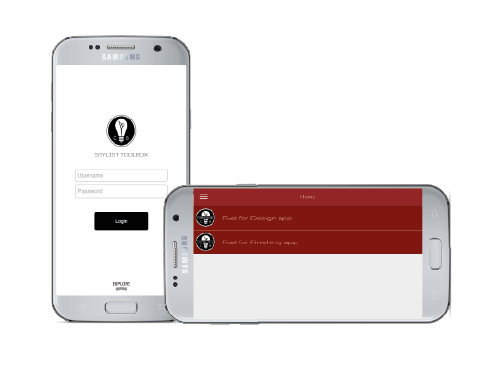 SAMSUNG
STYLIST TOOLBOX
Username
Password
Login
EXPLORE
SAMSUNG
Home
Fuel for Design app
Fuel for Finishing app